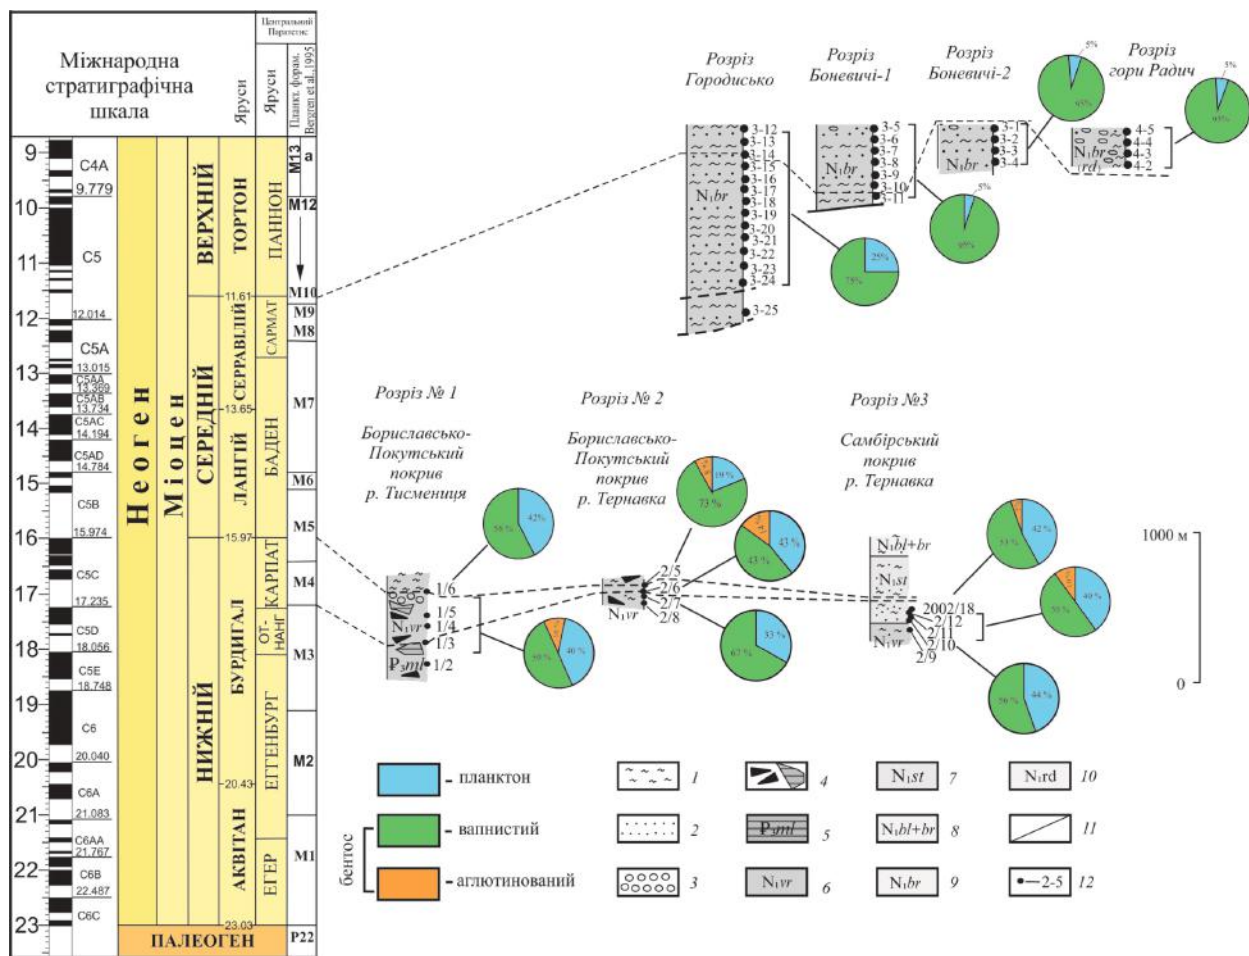 Міжнародна
стратиграфічна
шкала
Яруси
Центральний
Паратетис
Яруси
Планкт. форам.
Bergren et al.,1995
9
10
11
12
13
14
15
16
17
18
19
20
21
22
23
C4A
9.779
C5
12.014
C5A
13.015
C5AA
13.369
C5AB
13.734
C5AC
14.194
C5AD
14.784
C5B
15.974
C5C
17.235
C5D
18.056
C5E
18.748
C6
20.040
C6A
21.083
C6AA
21.767
C6B
22.487
C6C
Неоген
Міоцен
ВЕРХНІЙ
СЕРЕДНІЙ
НИЖНІЙ
ТОРТОН
11.61
СЕРРАВІЛІЙ
13.65
ЛАНГІЙ
15.97
БУРДИГАЛ
20.43
АКВІТАН
23.03
ПАННОН
САРМАТ
БАДЕН
КАРПАТ
ОТ-
НАНГ
ЕГГЕНБУРГ
ЕГЕР
M13 a
M12
M10
M9
M8
M7
M6
M5
M4
M3
M2
M1
ПАЛЕОГЕН
P22
Розріз
Городисько
N₁br
3-12
3-13
3-14
3-15
3-16
3-17
3-18
3-19
3-20
3-21
3-22
3-23
3-24
3-25
25%
75%
Розріз
Боневичі-1
N₁br
3-5
3-6
3-7
3-8
3-9
3-10
3-11
5%
95%
Розріз
Боневичі-2
N₁br
3-1
3-2
3-3
3-4
5%
95%
Розріз
гори Радич
N₁br
(rd)
4-5
4-4
4-3
4-2
5%
95%
Розріз № 1
Бориславсько-
Покутський
покрив
р. Тисмениця
N₁vr
P₃ml
1/6
1/5
1/4
1/3
1/2
42%
58 %
40 %
50 %
Розріз № 2
Бориславсько-
Покутський
покрив
р. Тернавка
N₁vr
2/5
2/6
2/7
2/8
19 %
73 %
43 %
43 %
33 %
67 %
Розріз №3
Самбірський
покрив
р. Тернавка
N₁bl+br
N₁st
N₁vr
2002/18
2/12
2/11
2/10
2/9
42 %
53 %
40 %
50 %
44 %
56 %
1000 м
0
- планктон
бентос
- вапнистий
- аглютинований
1
2
3
4
P₃ml 5
N₁vr 6
N₁st 7
N₁bl+br 8
N₁br 9
N₁rd 10
11
2-5 12